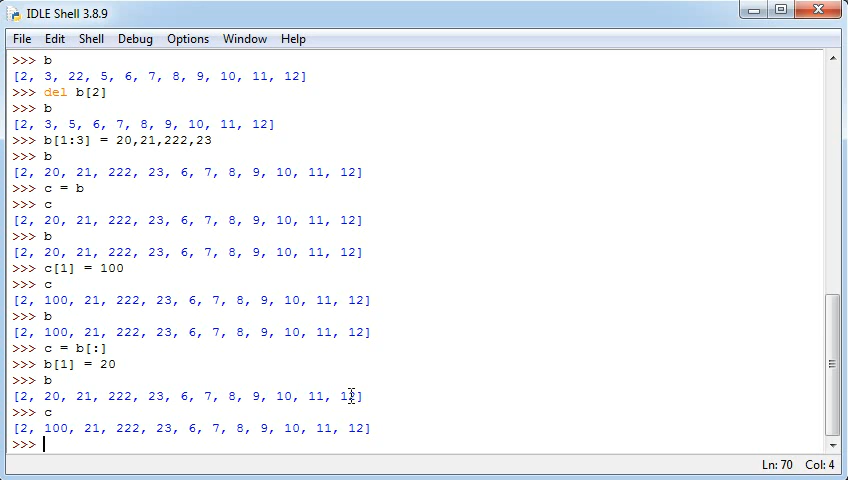 IDLE Shell 3.8.9
File Edit Shell Debug Options Window Help
>>> b
[2, 3, 22, 5, 6, 7, 8, 9, 10, 11, 12]
>>> del b[2]
>>> b
[2, 3, 5, 6, 7, 8, 9, 10, 11, 12]
>>> b[1:3] = 20,21,222,23
>>> b
[2, 20, 21, 222, 23, 6, 7, 8, 9, 10, 11, 12]
>>> c = b
>>> c
[2, 20, 21, 222, 23, 6, 7, 8, 9, 10, 11, 12]
>>> b
[2, 20, 21, 222, 23, 6, 7, 8, 9, 10, 11, 12]
>>> c[1] = 100
>>> c
[2, 100, 21, 222, 23, 6, 7, 8, 9, 10, 11, 12]
>>> b
[2, 100, 21, 222, 23, 6, 7, 8, 9, 10, 11, 12]
>>> c = b[:]
>>> b[1] = 20
>>> b
[2, 20, 21, 222, 23, 6, 7, 8, 9, 10, 11, 12]
>>> c
[2, 100, 21, 222, 23, 6, 7, 8, 9, 10, 11, 12]
>>>
Ln: 70 Col: 4